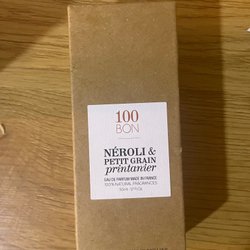 100
BON
NÉROLI &
PETIT GRAIN
printanier
EAU DE PARFUM MADE IN FRANCE
100% NATURAL FRAGRANCES